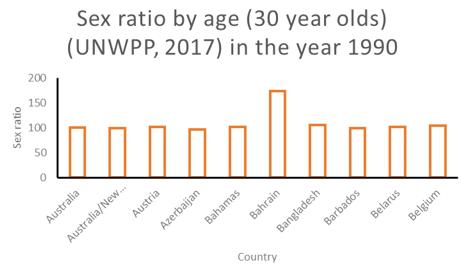 Sex ratio by age (30 year olds)
(UNWPP, 2017) in the year 1990
200
150
100
50
0
Sex ratio
Australia
Australia/New...
Austria
Azerbaijan
Bahamas
Bahrain
Bangladesh
Barbados
Belarus
Belgium
Country